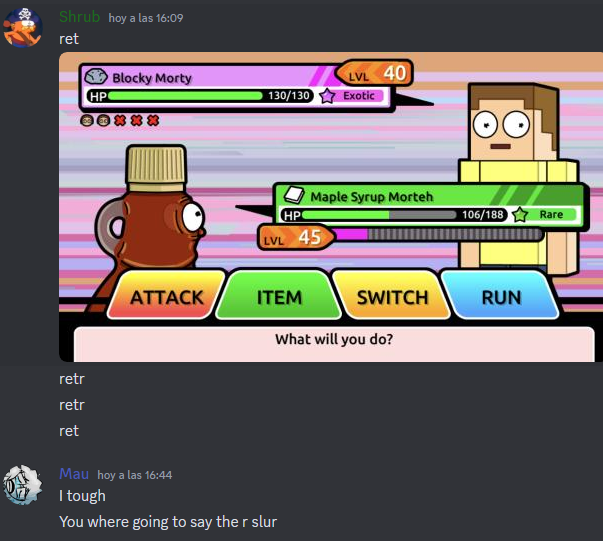 Shrub hoy a las 16:09
ret
Blocky Morty
LVL 40
HP 130/130 Exotic
Maple Syrup Morteh
HP 106/188 Rare
LVL 45
ATTACK ITEM SWITCH RUN
What will you do?
retr
retr
ret
Mau hoy a las 16:44
I tough
You where going to say the r slur